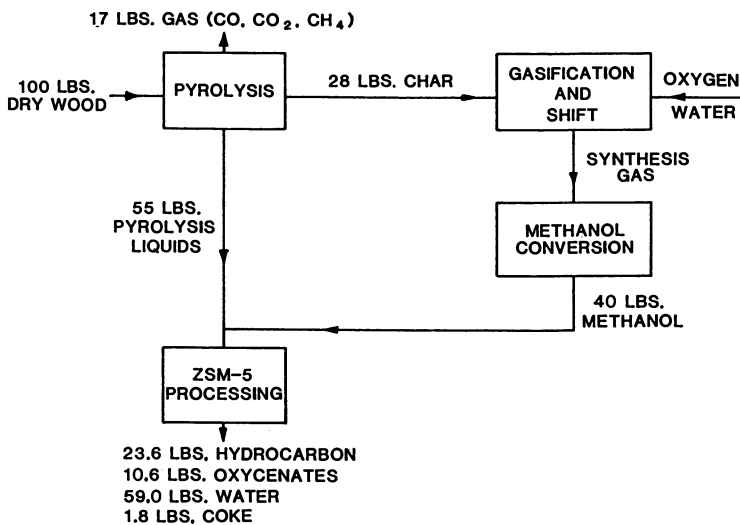 17 LBS. GAS (CO, CO2, CH4)
100 LBS.
DRY WOOD
PYROLYSIS
28 LBS. CHAR
GASIFICATION
AND
SHIFT
OXYGEN
WATER
SYNTHESIS
GAS
55 LBS.
PYROLYSIS
LIQUIDS
METHANOL
CONVERSION
40 LBS.
METHANOL
ZSM-5
PROCESSING
23.6 LBS. HYDROCARBON
10.6 LBS. OXYCENATES
59.0 LBS. WATER
1.8 LBS. COKE